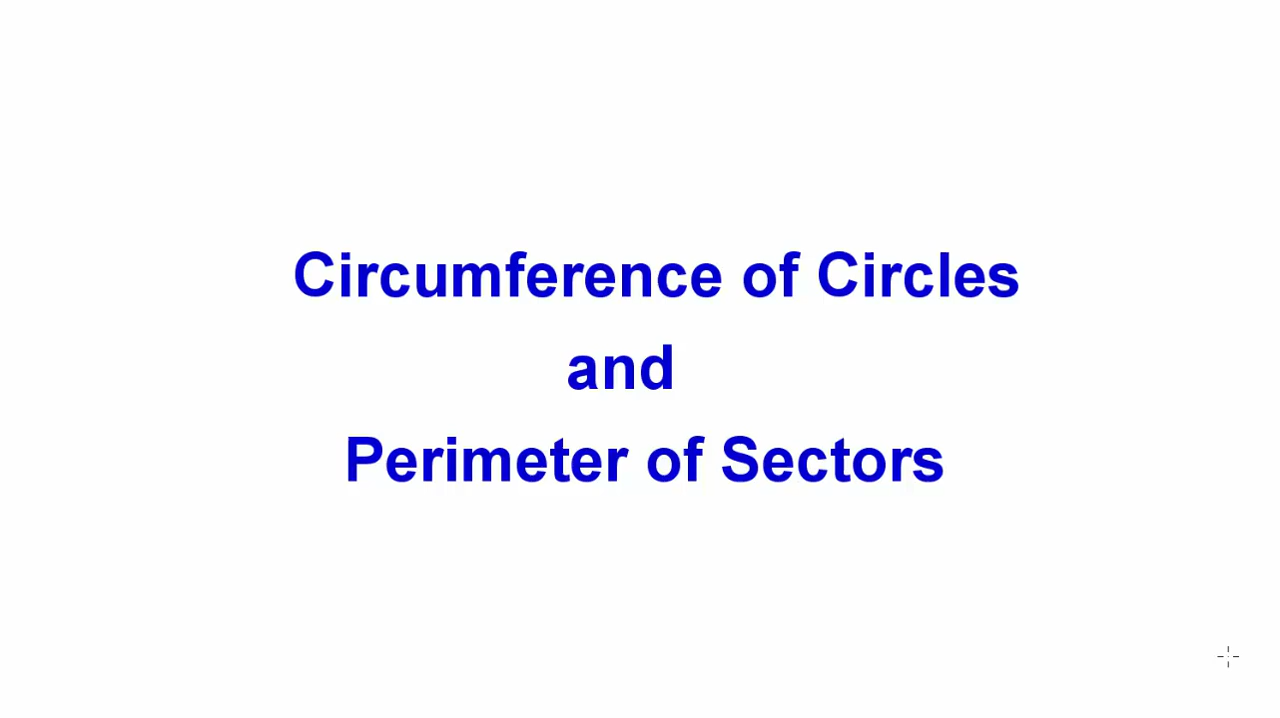 Circumference of Circles
and
Perimeter of Sectors